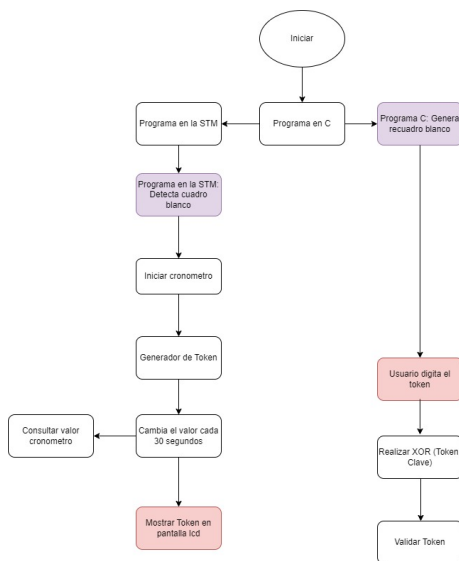 Iniciar
Programa en la STM
Programa en C
Programa C: Genera
recuadro blanco
Programa en la STM:
Detecta cuadro
blanco
Iniciar cronometro
Generador de Token
Usuario digita el
token
Consultar valor
cronometro
Cambia el valor cada
30 segundos
Realizar XOR (Token
Clave)
Mostrar Token en
pantalla lcd
Validar Token